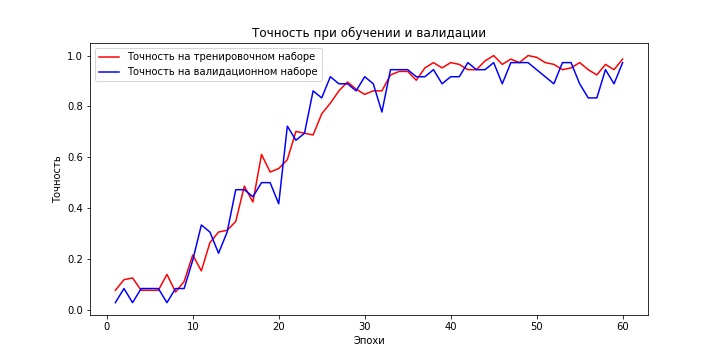 Точность при обучении и валидации
Точность на тренировочном наборе
Точность на валидационном наборе
Точность
1.0
0.8
0.6
0.4
0.2
0.0
0 10 20 30 40 50 60
Эпохи